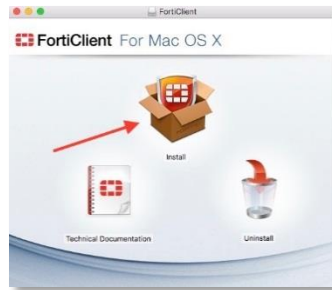 FortiClient
FortiClient For Mac OS X
Install
Technical Documentation
Uninstall